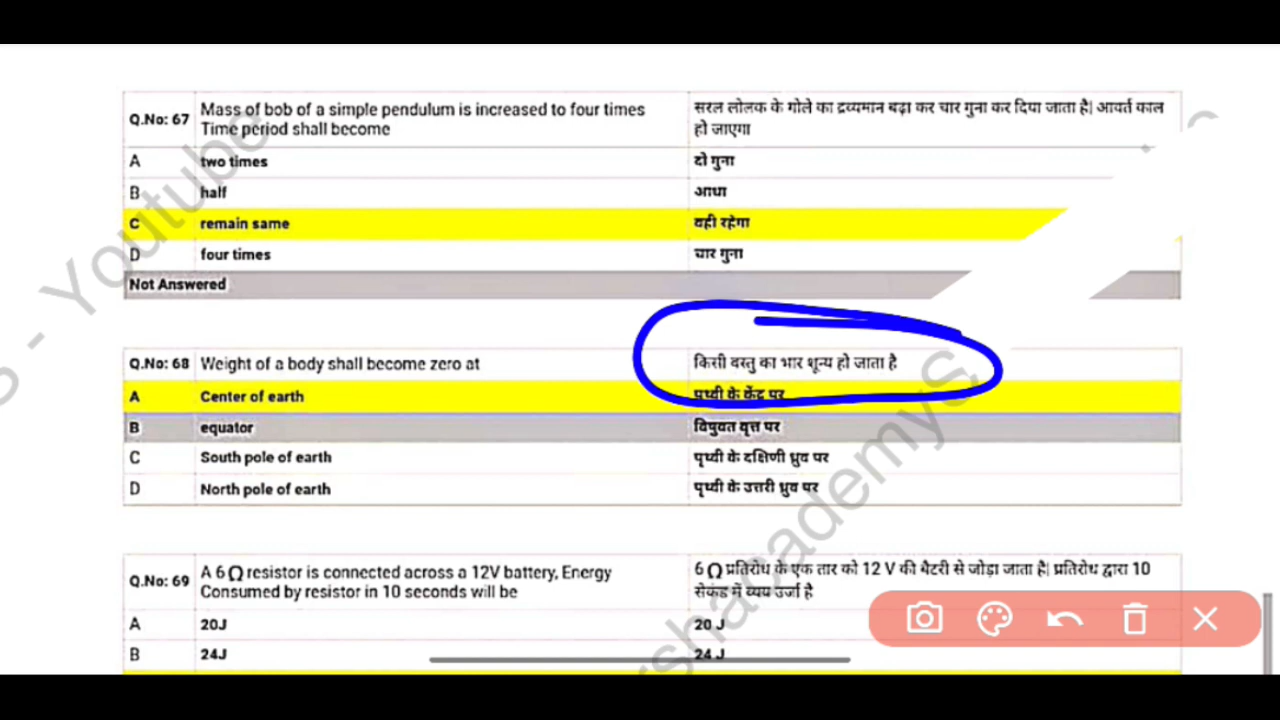 Q.No: 67
Mass of bob of a simple pendulum is increased to four times
Time period shall become
सरल लोलक के गोले का द्रव्यमान बढ़ा कर चार गुना कर दिया जाता है| आवर्त काल
हो जाएगा
A two times दो गुना
B half आधा
C remain same वही रहेगा
D four times चार गुना
Not Answered
Q.No: 68 Weight of a body shall become zero at किसी वस्तु का भार शून्य हो जाता है
A Center of earth पृथ्वी के केंद्र पर
B equator विषुवत वृत्त पर
C South pole of earth पृथ्वी के दक्षिणी ध्रुव पर
D North pole of earth पृथ्वी के उत्तरी ध्रुव पर
Q.No: 69
A 6 Ω resistor is connected across a 12V battery, Energy
Consumed by resistor in 10 seconds will be
6 Ω प्रतिरोध के एक तार को 12 V की बैटरी से जोड़ा जाता है| प्रतिरोध द्वारा 10
सेकंड में व्यय उर्जा है
A 20J 20 J
B 24J 24 J
- Youtube